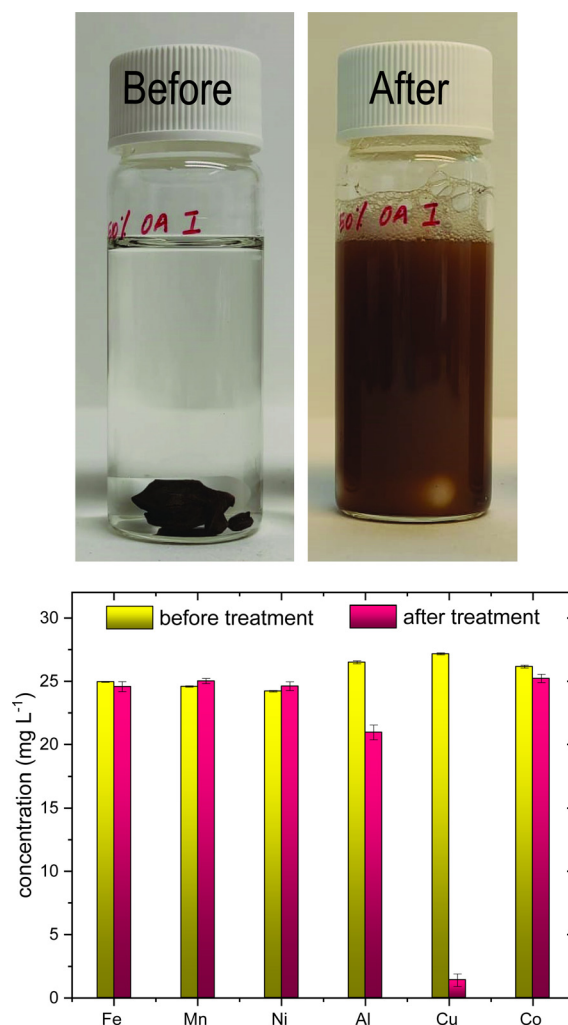 Before
After
50% OA I
50% OA I
before treatment
after treatment
30
25
20
15
10
5
0
concentration (mg L⁻¹)
Fe Mn Ni Al Cu Co